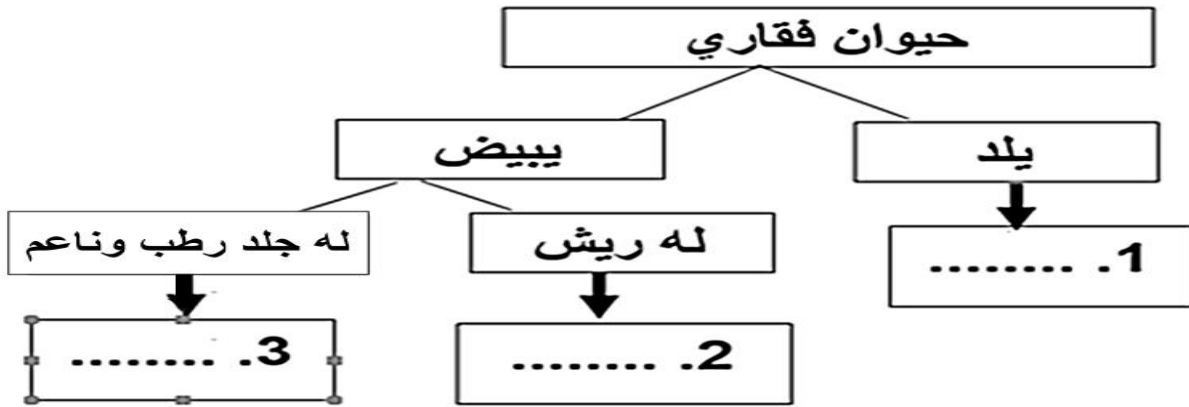 حيوان فقاري
يلد
يبيض
له ريش
له جلد رطب وناعم
1. ........
2. ........
3. ........